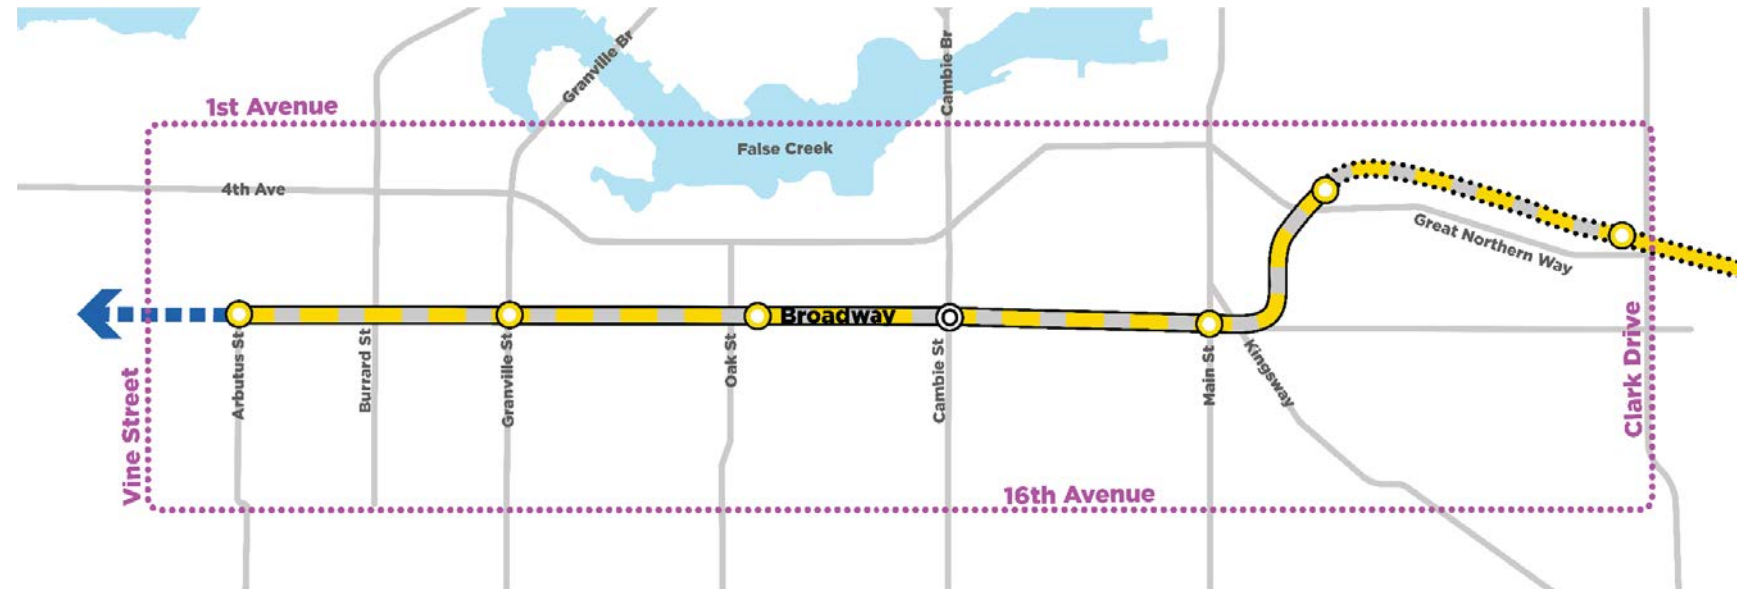 Granville Br
Cambie Br
1st Avenue
False Creek
4th Ave
Great Northern Way
Broadway
Arbutus St
Burrard St
Granville St
Oak St
Cambie St
Main St
Kingsway
Clark Drive
Vine Street
16th Avenue